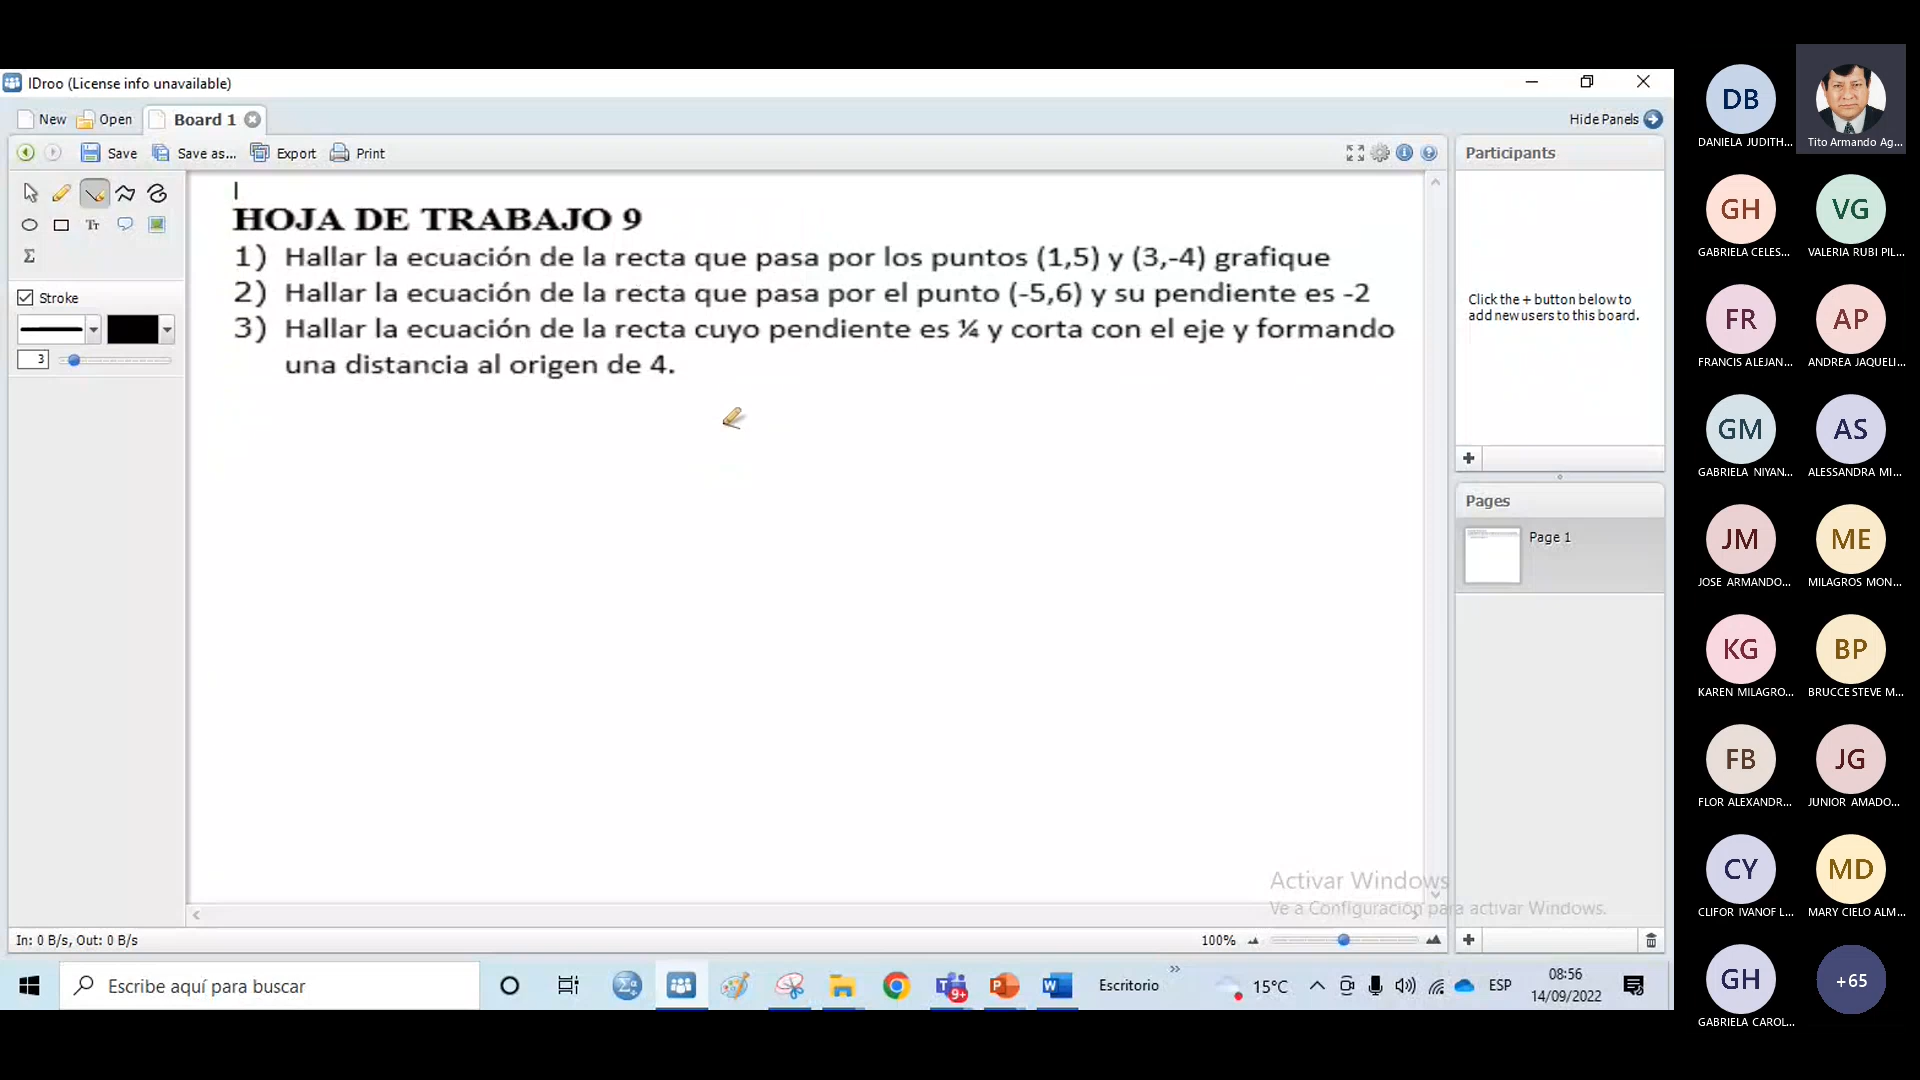 IDroo (License info unavailable)
New Open Board 1 Hide Panels
Save Save as... Export Print
Participants
HOJA DE TRABAJO 9
1) Hallar la ecuación de la recta que pasa por los puntos (1,5) y (3,-4) grafique
2) Hallar la ecuación de la recta que pasa por el punto (-5,6) y su pendiente es -2
3) Hallar la ecuación de la recta cuyo pendiente es ¼ y corta con el eje y formando
una distancia al origen de 4.
Tr
Σ
Stroke
3
Click the + button below to
add new users to this board.
Pages
Page 1
Activar Windows
Ve a Configuración para activar Windows.
In: 0 B/s, Out: 0 B/s
100%
Escribe aquí para buscar
9+
Escritorio
15°C
ESP
08:56
14/09/2022
DB
DANIELA JUDITH...
Tito Armando Ag...
GH
GABRIELA CELES...
VG
VALERIA RUBI PIL...
FR
FRANCIS ALEJAN...
AP
ANDREA JAQUELI...
GM
GABRIELA NIYAN...
AS
ALESSANDRA MI...
JM
JOSE ARMANDO...
ME
MILAGROS MON...
KG
KAREN MILAGRO...
BP
BRUCCE STEVE M...
FB
FLOR ALEXANDR...
JG
JUNIOR AMADO...
CY
CLIFOR IVANOF L...
MD
MARY CIELO ALM...
GH
GABRIELA CAROL...
+65